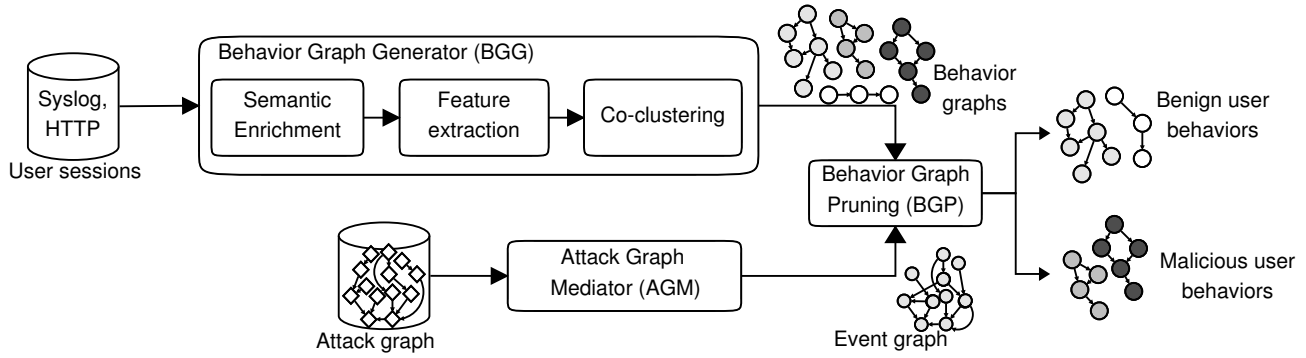 Behavior Graph Generator (BGG)
Syslog,
HTTP
User sessions
Semantic
Enrichment
Feature
extraction
Co-clustering
Behavior
graphs
Behavior Graph
Pruning (BGP)
Benign user
behaviors
Malicious user
behaviors
Attack graph
Attack Graph
Mediator (AGM)
Event graph